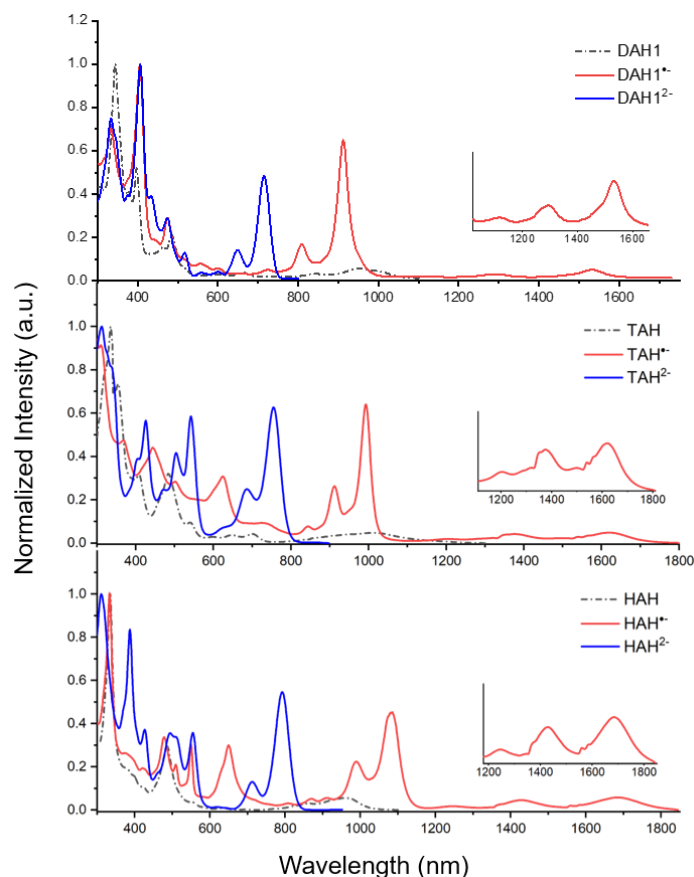 Normalized Intensity (a.u.)
1.2
1.0
0.8
0.6
0.4
0.2
0.0
DAH1
DAH1•-
DAH1²-
1200 1400 1600
400 600 800 1000 1200 1400 1600
1.0
0.8
0.6
0.4
0.2
0.0
TAH
TAH•-
TAH²-
1200 1400 1600 1800
400 600 800 1000 1200 1400 1600 1800
1.0
0.8
0.6
0.4
0.2
0.0
HAH
HAH•-
HAH²-
1200 1400 1600 1800
400 600 800 1000 1200 1400 1600 1800
Wavelength (nm)